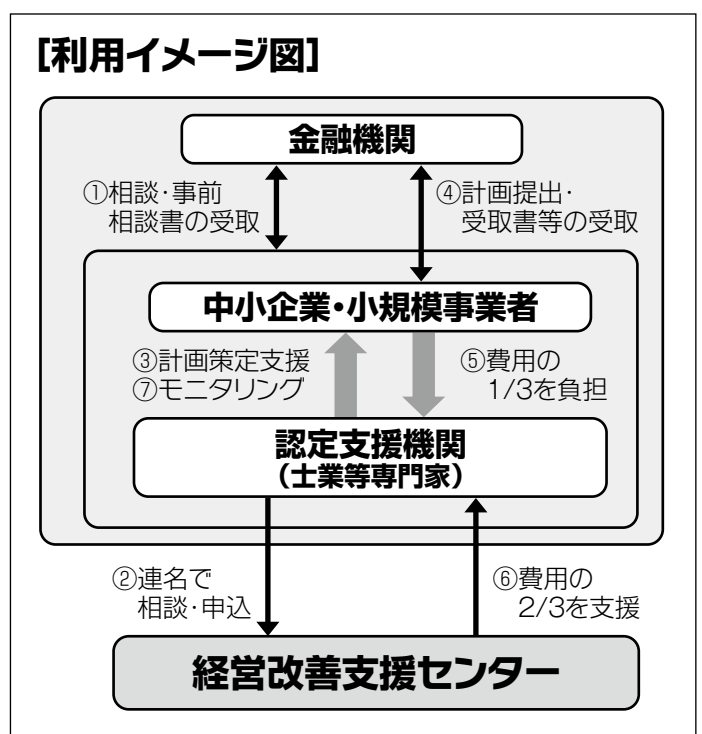 [利用イメージ図]
金融機関
①相談・事前
相談書の受取
④計画提出・
受取書等の受取
中小企業・小規模事業者
③計画策定支援
⑦モニタリング
⑤費用の
1/3を負担
認定支援機関
（士業等専門家）
②連名で
相談・申込
⑥費用の
2/3を支援
経営改善支援センター